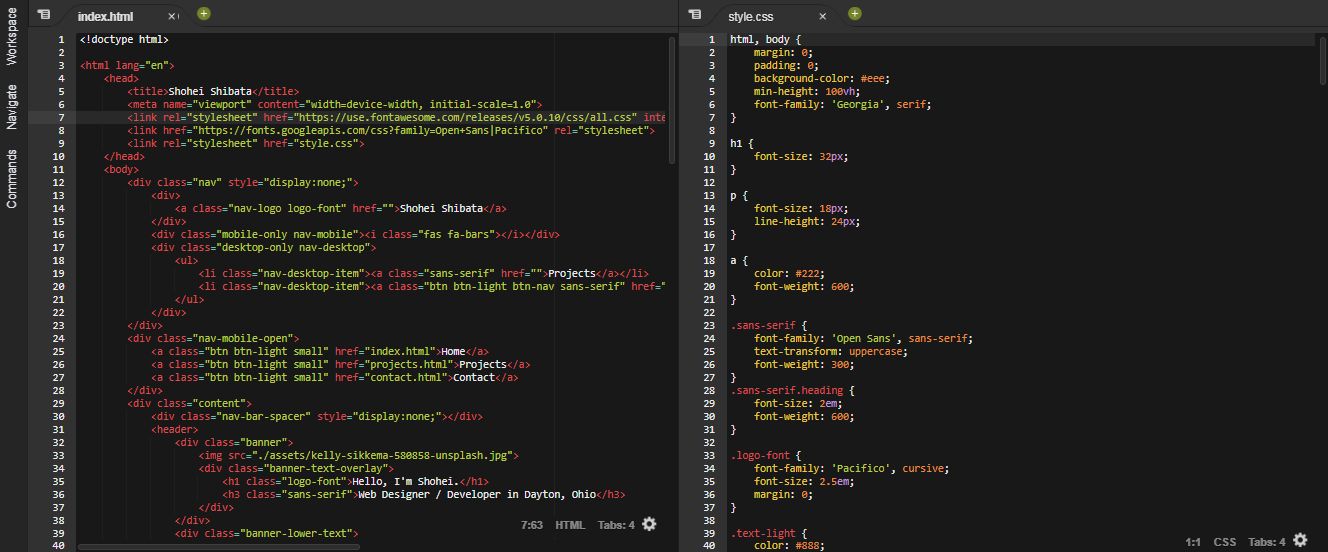 Workspace
Navigate
Commands
index.html
1 <!doctype html>
2
3 <html lang="en">
4 <head>
5 <title>Shohei Shibata</title>
6 <meta name="viewport" content="width=device-width, initial-scale=1.0">
7 <link rel="stylesheet" href="https://use.fontawesome.com/releases/v5.0.10/css/all.css" inte
8 <link href="https://fonts.googleapis.com/css?family=Open+Sans|Pacifico" rel="stylesheet">
9 <link rel="stylesheet" href="style.css">
10 </head>
11 <body>
12 <div class="nav" style="display:none;">
13 <div>
14 <a class="nav-logo logo-font" href="">Shohei Shibata</a>
15 </div>
16 <div class="mobile-only nav-mobile"><i class="fas fa-bars"></i></div>
17 <div class="desktop-only nav-desktop">
18 <ul>
19 <li class="nav-desktop-item"><a class="sans-serif" href="">Projects</a></li>
20 <li class="nav-desktop-item"><a class="btn btn-light btn-nav sans-serif" href="
21 </ul>
22 </div>
23 </div>
24 <div class="nav-mobile-open">
25 <a class="btn btn-light small" href="index.html">Home</a>
26 <a class="btn btn-light small" href="projects.html">Projects</a>
27 <a class="btn btn-light small" href="contact.html">Contact</a>
28 </div>
29 <div class="content">
30 <div class="nav-bar-spacer" style="display:none;"></div>
31 <header>
32 <div class="banner">
33 <img src="./assets/kelly-sikkema-580858-unsplash.jpg">
34 <div class="banner-text-overlay">
35 <h1 class="logo-font">Hello, I'm Shohei.</h1>
36 <h3 class="sans-serif">Web Designer / Developer in Dayton, Ohio</h3>
37 </div>
38 </div>
39 <div class="banner-lower-text">
40
7:63 HTML Tabs: 4
style.css
1 html, body {
2 margin: 0;
3 padding: 0;
4 background-color: #eee;
5 min-height: 100vh;
6 font-family: 'Georgia', serif;
7 }
8
9 h1 {
10 font-size: 32px;
11 }
12
13 p {
14 font-size: 18px;
15 line-height: 24px;
16 }
17
18 a {
19 color: #222;
20 font-weight: 600;
21 }
22
23 .sans-serif {
24 font-family: 'Open Sans', sans-serif;
25 text-transform: uppercase;
26 font-weight: 300;
27 }
28 .sans-serif.heading {
29 font-size: 2em;
30 font-weight: 600;
31 }
32
33 .logo-font {
34 font-family: 'Pacifico', cursive;
35 font-size: 2.5em;
36 margin: 0;
37 }
38
39 .text-light {
40 color: #888;
1:1 CSS Tabs: 4